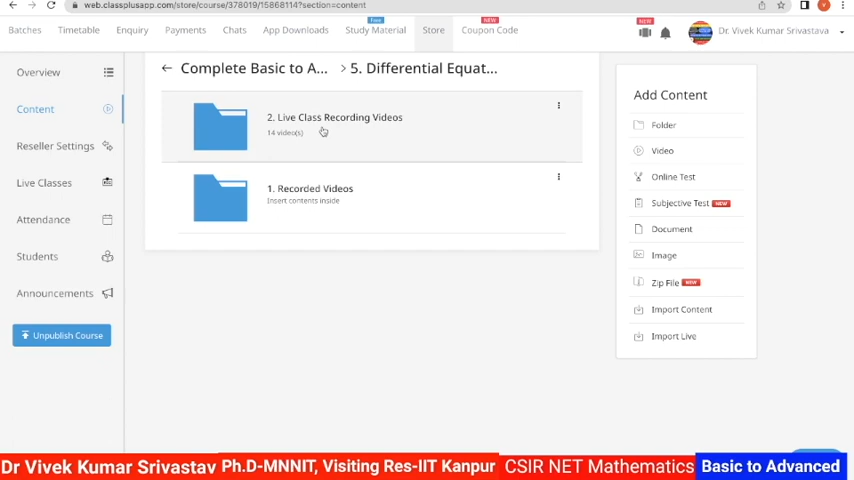 web.classplusapp.com/store/course/378019/15868114?section=content
Batches Timetable Enquiry Payments Chats App Downloads Free Study Material Store NEW Coupon Code NEW Dr. Vivek Kumar Srivastava
Overview
Content
Reseller Settings
Live Classes
Attendance
Students
Announcements
Unpublish Course
Complete Basic to A... > 5. Differential Equat...
2. Live Class Recording Videos
14 video(s)
1. Recorded Videos
Insert contents inside
Add Content
Folder
Video
Online Test
Subjective Test NEW
Document
Image
Zip File NEW
Import Content
Import Live
Dr Vivek Kumar Srivastav Ph.D-MNNIT, Visiting Res-IIT Kanpur CSIR NET Mathematics Basic to Advanced